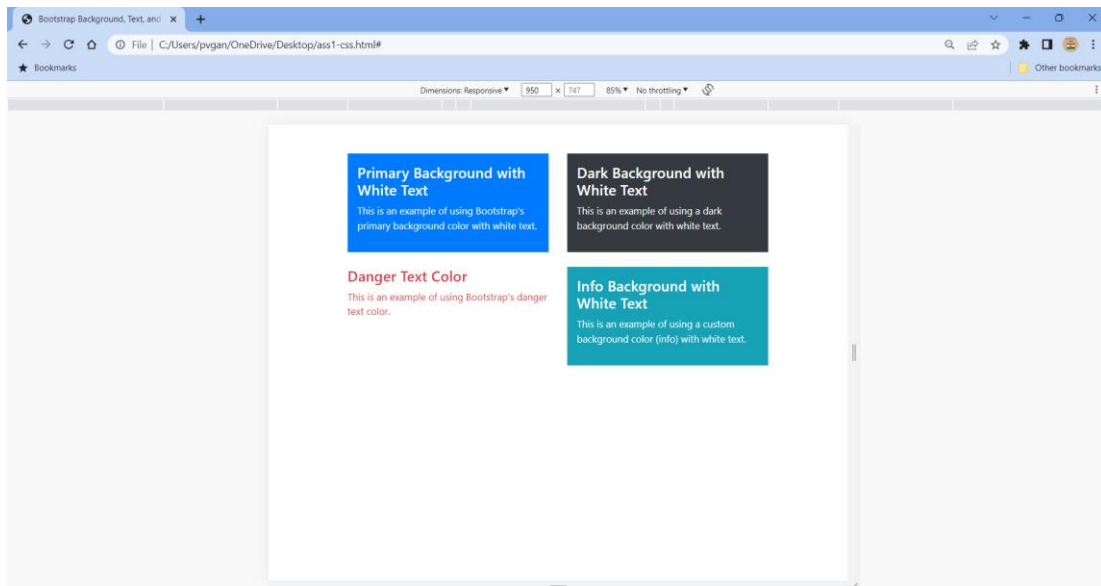 Bootstrap Background, Text, and
File | C:/Users/pvgan/OneDrive/Desktop/ass1-css.html#
Bookmarks
Other bookmarks
Dimensions: Responsive 950 × 747 85% No throttling
Primary Background with
White Text
This is an example of using Bootstrap's
primary background color with white text.
Dark Background with
White Text
This is an example of using a dark
background color with white text.
Danger Text Color
This is an example of using Bootstrap's danger
text color.
Info Background with
White Text
This is an example of using a custom
background color (info) with white text.